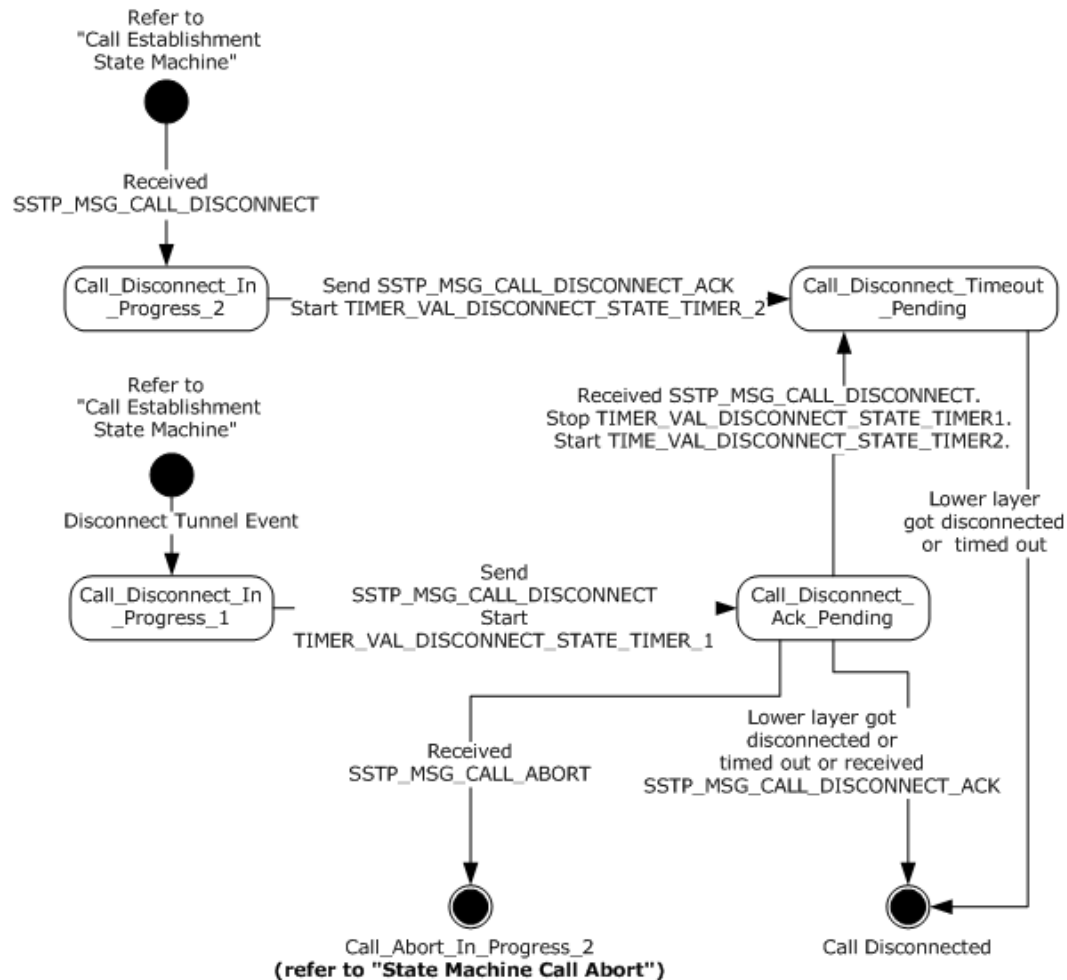 Refer to
"Call Establishment
State Machine"
Received
SSTP_MSG_CALL_DISCONNECT
Call_Disconnect_In
_Progress_2
Send SSTP_MSG_CALL_DISCONNECT_ACK
Start TIMER_VAL_DISCONNECT_STATE_TIMER_2
Call_Disconnect_Timeout
_Pending
Refer to
"Call Establishment
State Machine"
Received SSTP_MSG_CALL_DISCONNECT.
Stop TIMER_VAL_DISCONNECT_STATE_TIMER1.
Start TIME_VAL_DISCONNECT_STATE_TIMER2.
Lower layer
got disconnected
or timed out
Disconnect Tunnel Event
Call_Disconnect_In
_Progress_1
Send
SSTP_MSG_CALL_DISCONNECT
Start
TIMER_VAL_DISCONNECT_STATE_TIMER_1
Call_Disconnect_
Ack_Pending
Received
SSTP_MSG_CALL_ABORT
Lower layer got
disconnected or
timed out or received
SSTP_MSG_CALL_DISCONNECT_ACK
Call_Abort_In_Progress_2
(refer to "State Machine Call Abort")
Call Disconnected